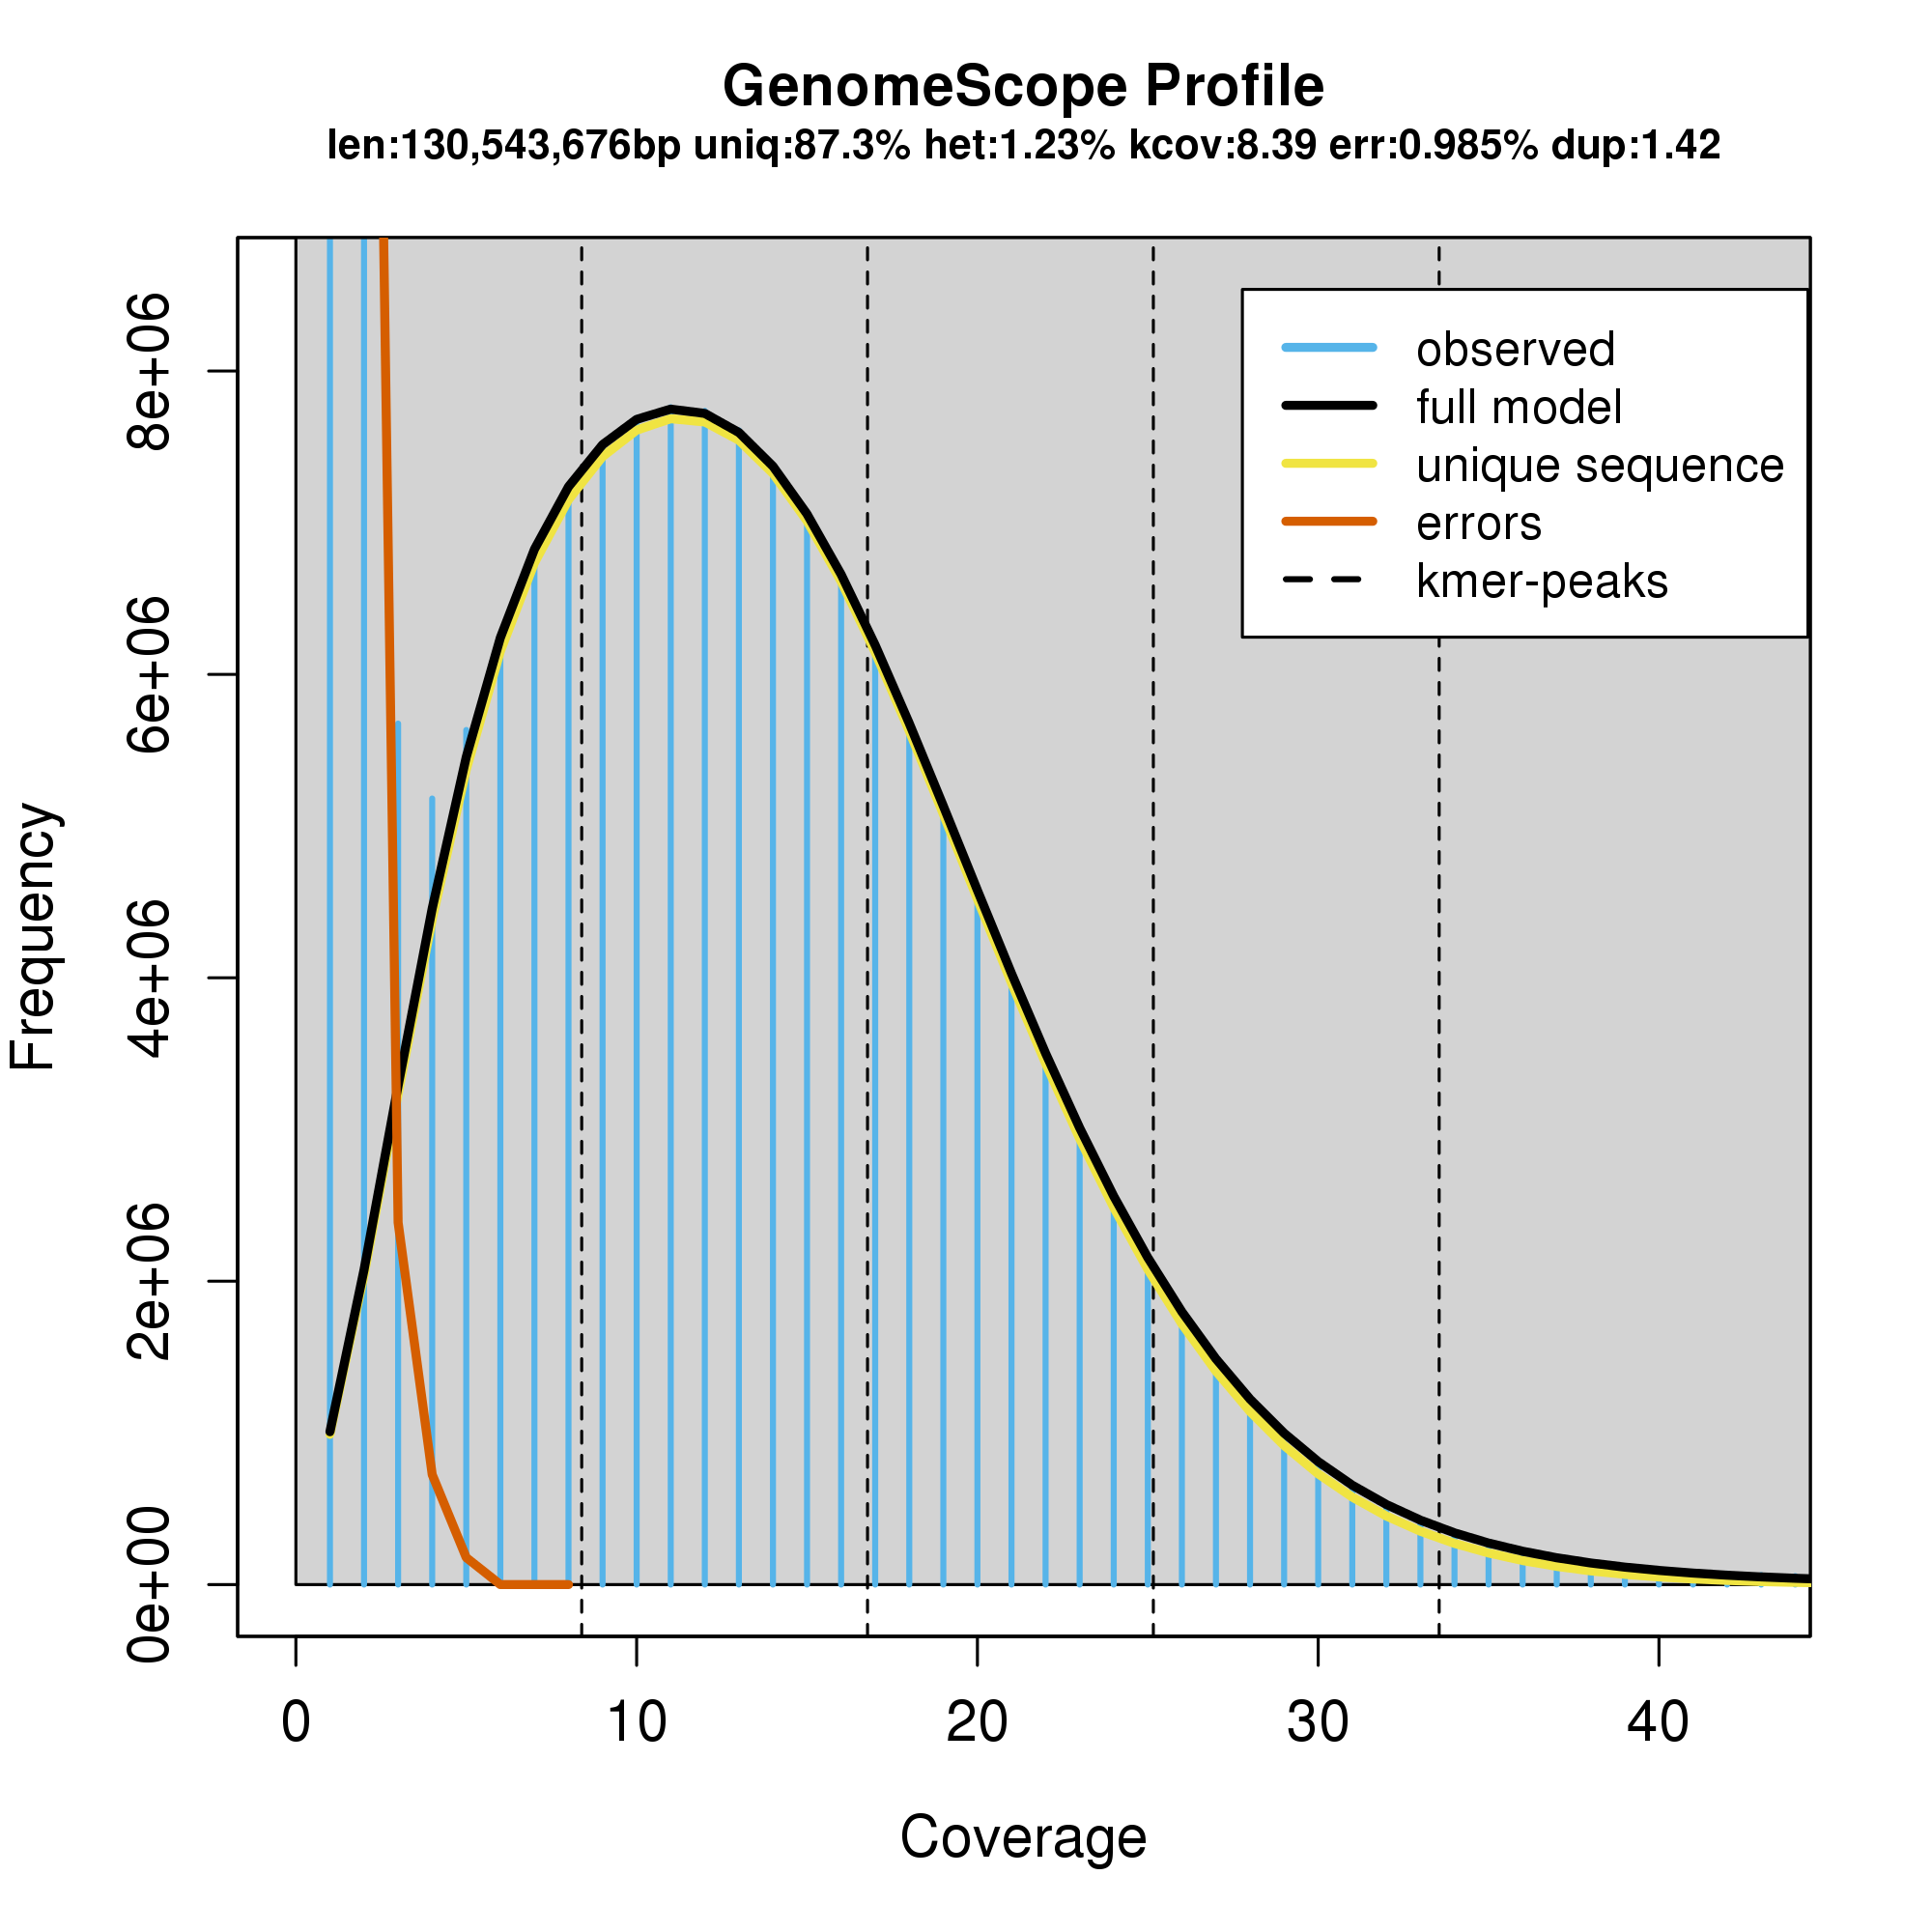 GenomeScope Profile
len:130,543,676bp uniq:87.3% het:1.23% kcov:8.39 err:0.985% dup:1.42
observed
full model
unique sequence
errors
kmer-peaks
Frequency
8e+06
6e+06
4e+06
2e+06
0e+00
0 10 20 30 40
Coverage